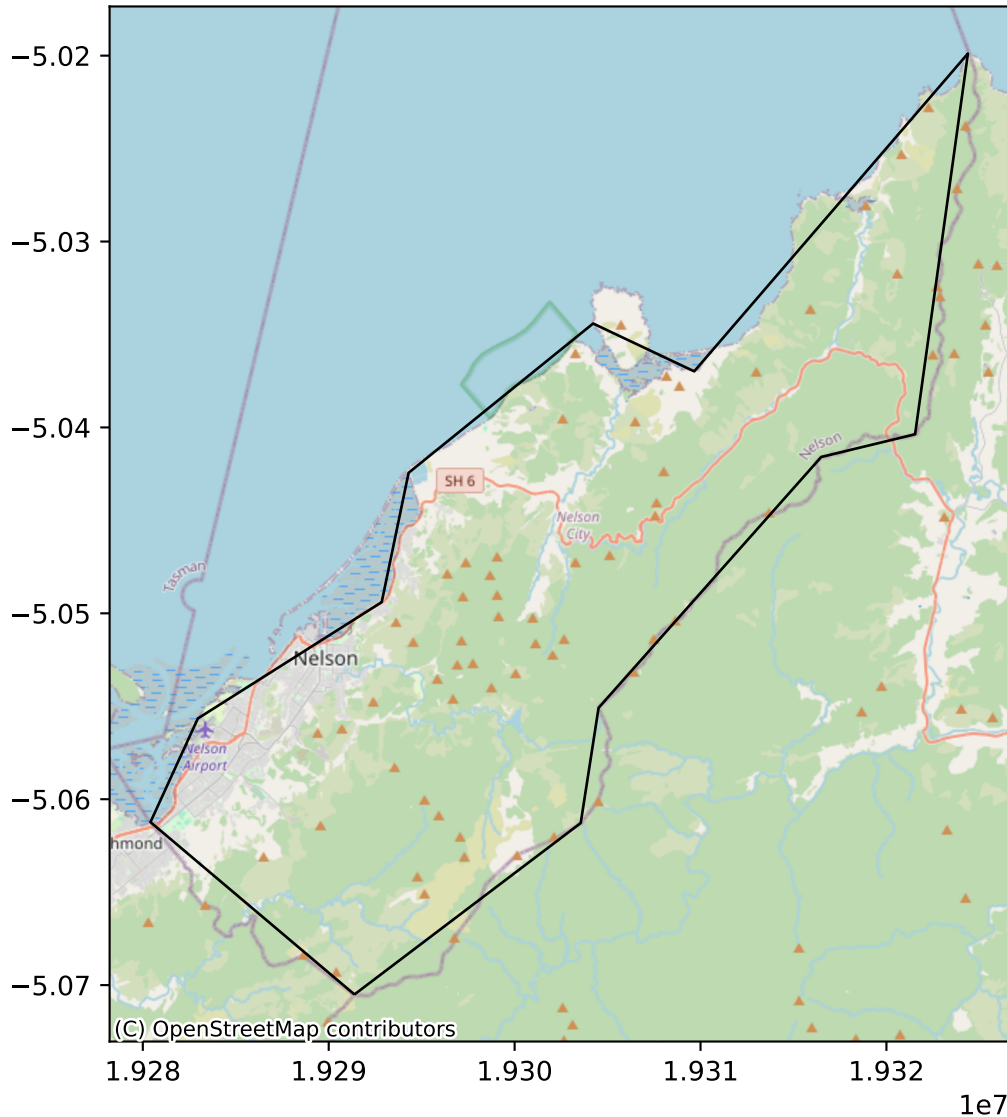 −5.02
−5.03
−5.04
−5.05
−5.06
−5.07
SH 6
Nelson
Nelson
City
Tasman
Nelson
Nelson
Airport
hmond
(C) OpenStreetMap contributors
1.928 1.929 1.930 1.931 1.932
1e7